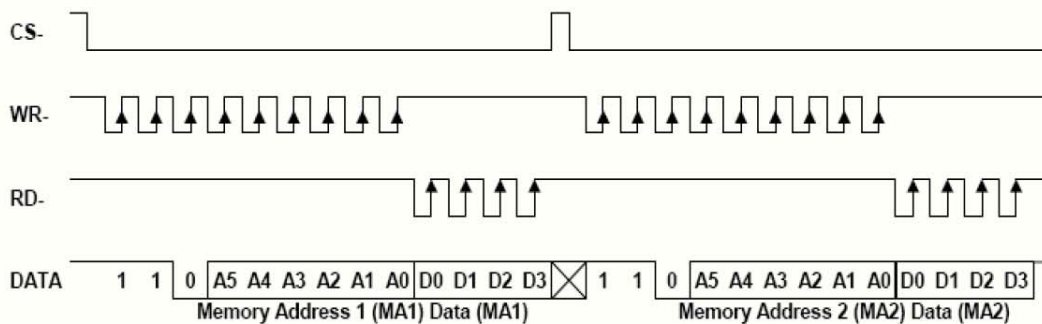 CS-
WR-
RD-
DATA 1 1 0 A5 A4 A3 A2 A1 A0 D0 D1 D2 D3 1 1 0 A5 A4 A3 A2 A1 A0 D0 D1 D2 D3
Memory Address 1 (MA1) Data (MA1) Memory Address 2 (MA2) Data (MA2)